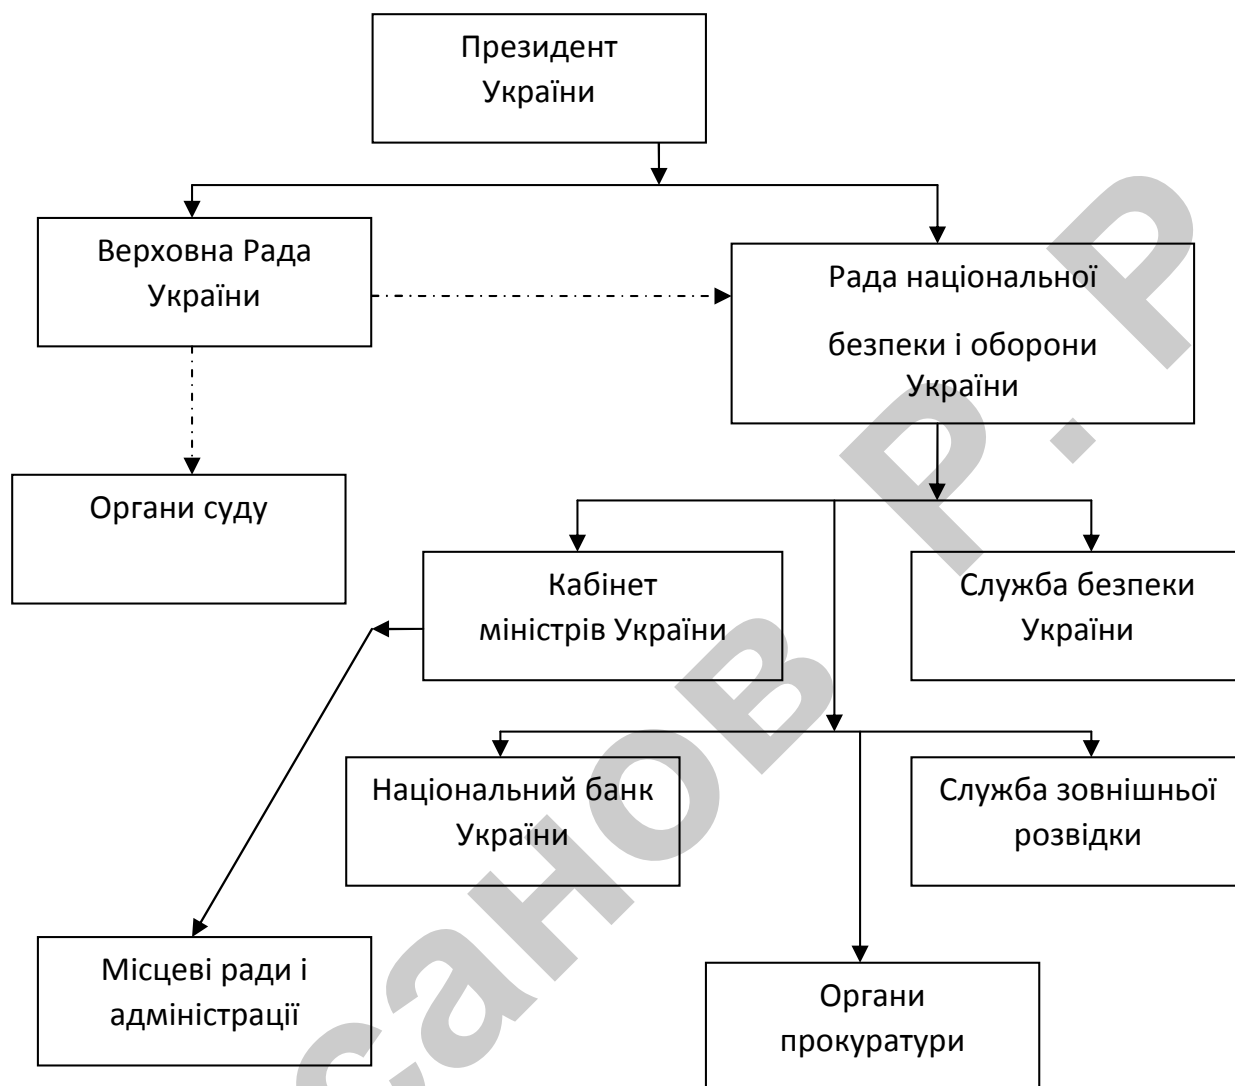 Президент
України
Верховна Рада
України
Рада національної
безпеки і оборони
України
Органи суду
Кабінет
міністрів України
Служба безпеки
України
Національний банк
України
Служба зовнішньої
розвідки
Місцеві ради і
адміністрації
Органи
прокуратури
санов Р. Р